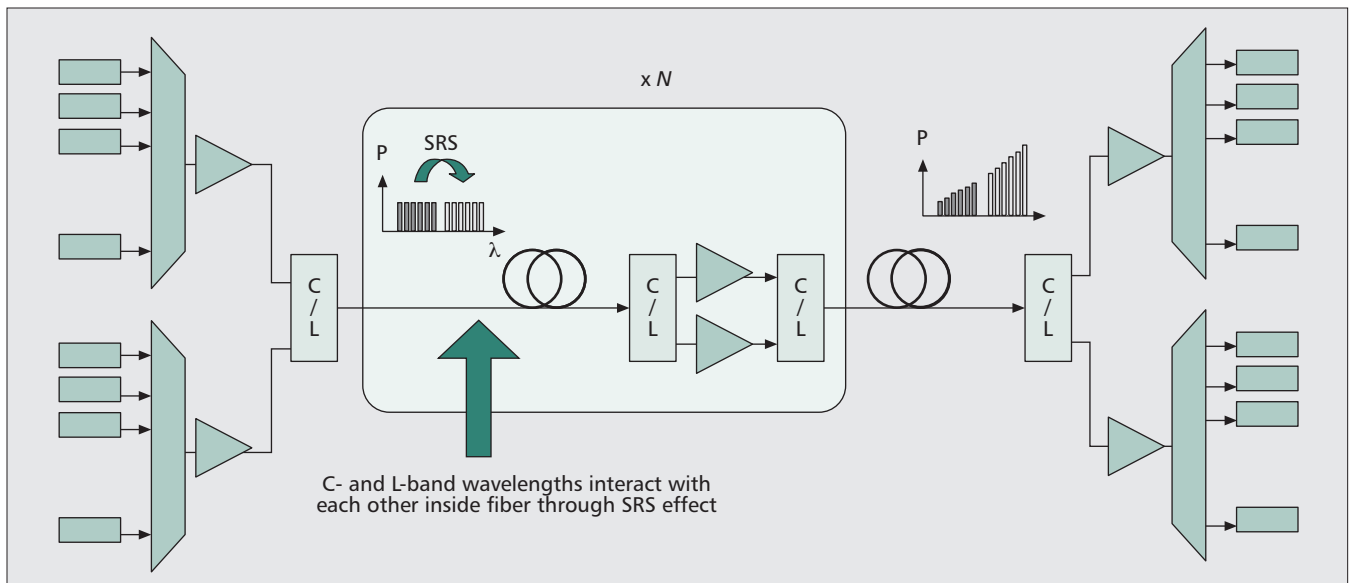 x N
P
SRS
λ
P
C
/
L
C
/
L
C
/
L
C
/
L
C- and L-band wavelengths interact with
each other inside fiber through SRS effect